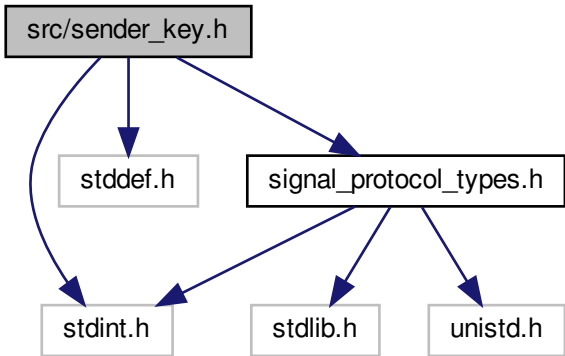 src/sender_key.h
stddef.h
signal_protocol_types.h
stdint.h
stdlib.h
unistd.h